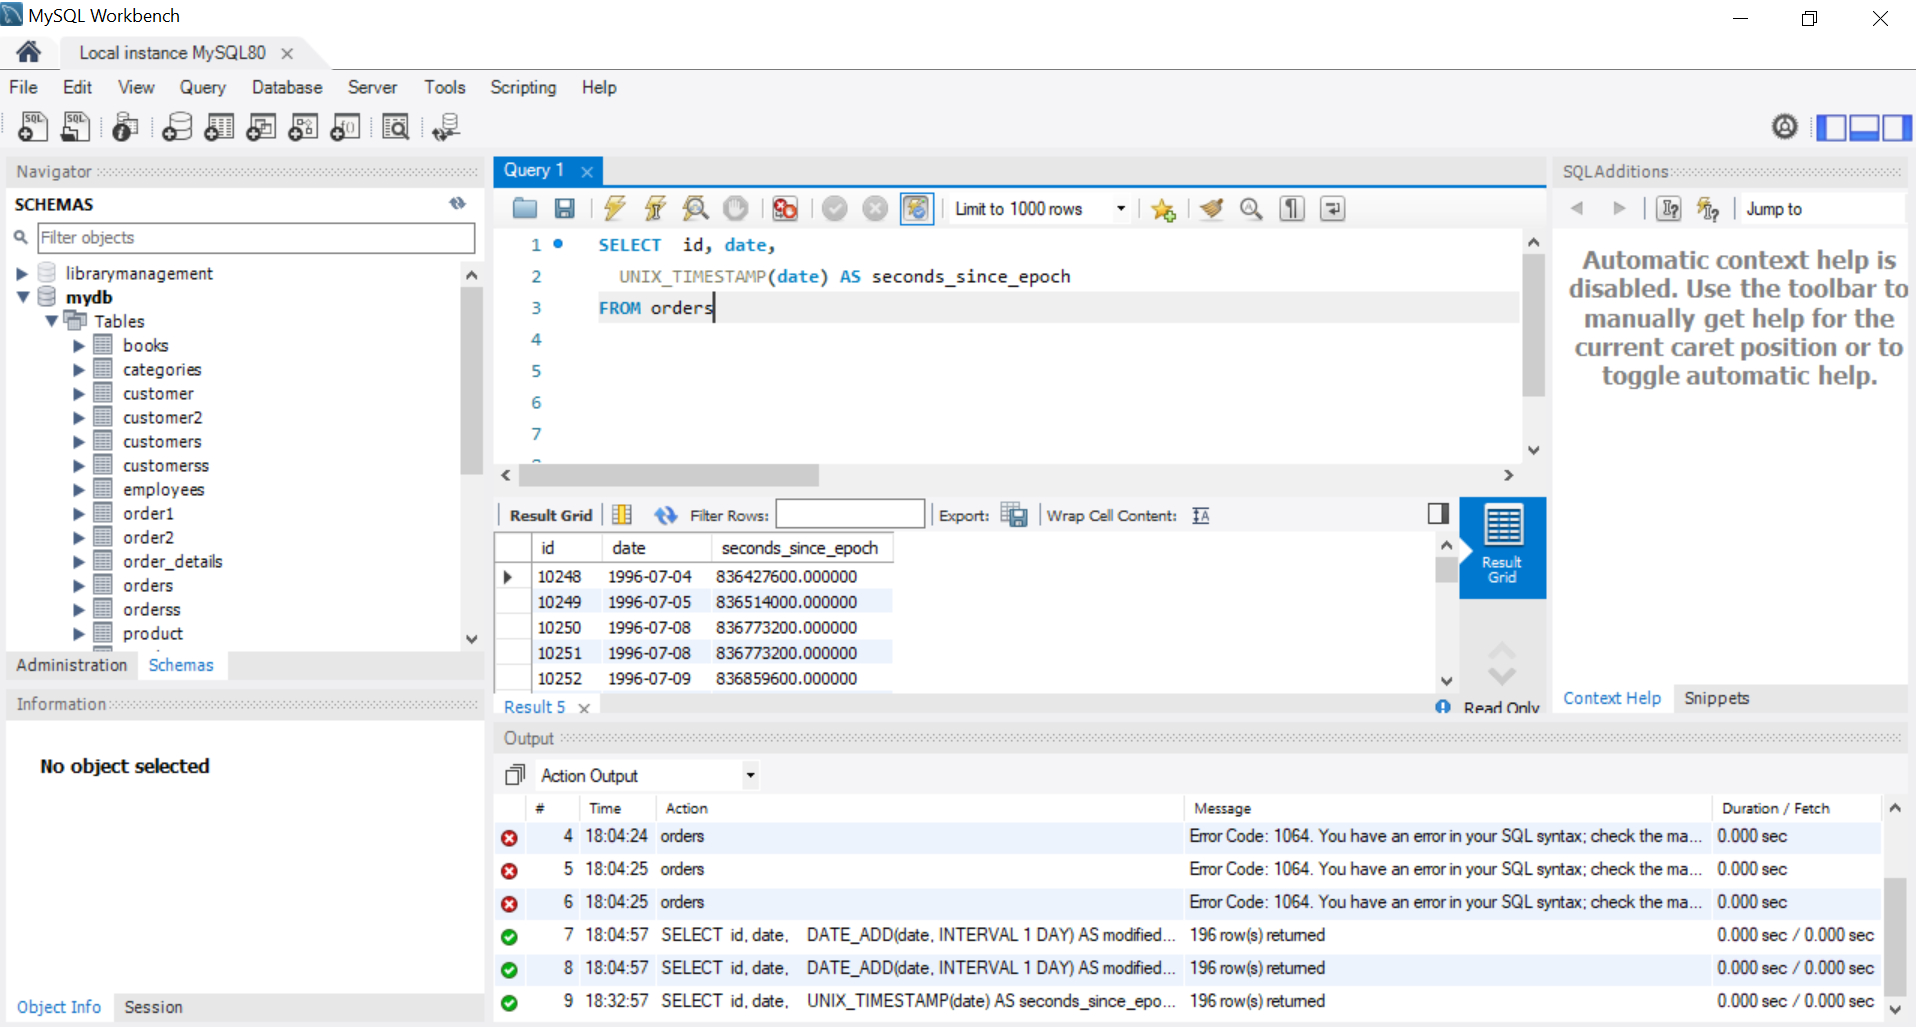 MySQL Workbench
Local instance MySQL80
File Edit View Query Database Server Tools Scripting Help
Navigator
SCHEMAS
Filter objects
librarymanagement
mydb
Tables
books
categories
customer
customer2
customers
customerss
employees
order1
order2
order_details
orders
orderss
product
Administration Schemas
Information
No object selected
Object Info Session
Query 1
Limit to 1000 rows
1 SELECT id, date,
2 UNIX_TIMESTAMP(date) AS seconds_since_epoch
3 FROM orders
4
5
6
7
Result Grid Filter Rows: Export: Wrap Cell Content:
id date seconds_since_epoch
10248 1996-07-04 836427600.000000
10249 1996-07-05 836514000.000000
10250 1996-07-08 836773200.000000
10251 1996-07-08 836773200.000000
10252 1996-07-09 836859600.000000
Result
Grid
Result 5 Read Only
SQLAdditions
Jump to
Automatic context help is
disabled. Use the toolbar to
manually get help for the
current caret position or to
toggle automatic help.
Context Help Snippets
Output
Action Output
# Time Action Message Duration / Fetch
4 18:04:24 orders Error Code: 1064. You have an error in your SQL syntax; check the ma... 0.000 sec
5 18:04:25 orders Error Code: 1064. You have an error in your SQL syntax; check the ma... 0.000 sec
6 18:04:25 orders Error Code: 1064. You have an error in your SQL syntax; check the ma... 0.000 sec
7 18:04:57 SELECT id, date, DATE_ADD(date, INTERVAL 1 DAY) AS modified... 196 row(s) returned 0.000 sec / 0.000 sec
8 18:04:57 SELECT id, date, DATE_ADD(date, INTERVAL 1 DAY) AS modified... 196 row(s) returned 0.000 sec / 0.000 sec
9 18:32:57 SELECT id, date, UNIX_TIMESTAMP(date) AS seconds_since_epo... 196 row(s) returned 0.000 sec / 0.000 sec